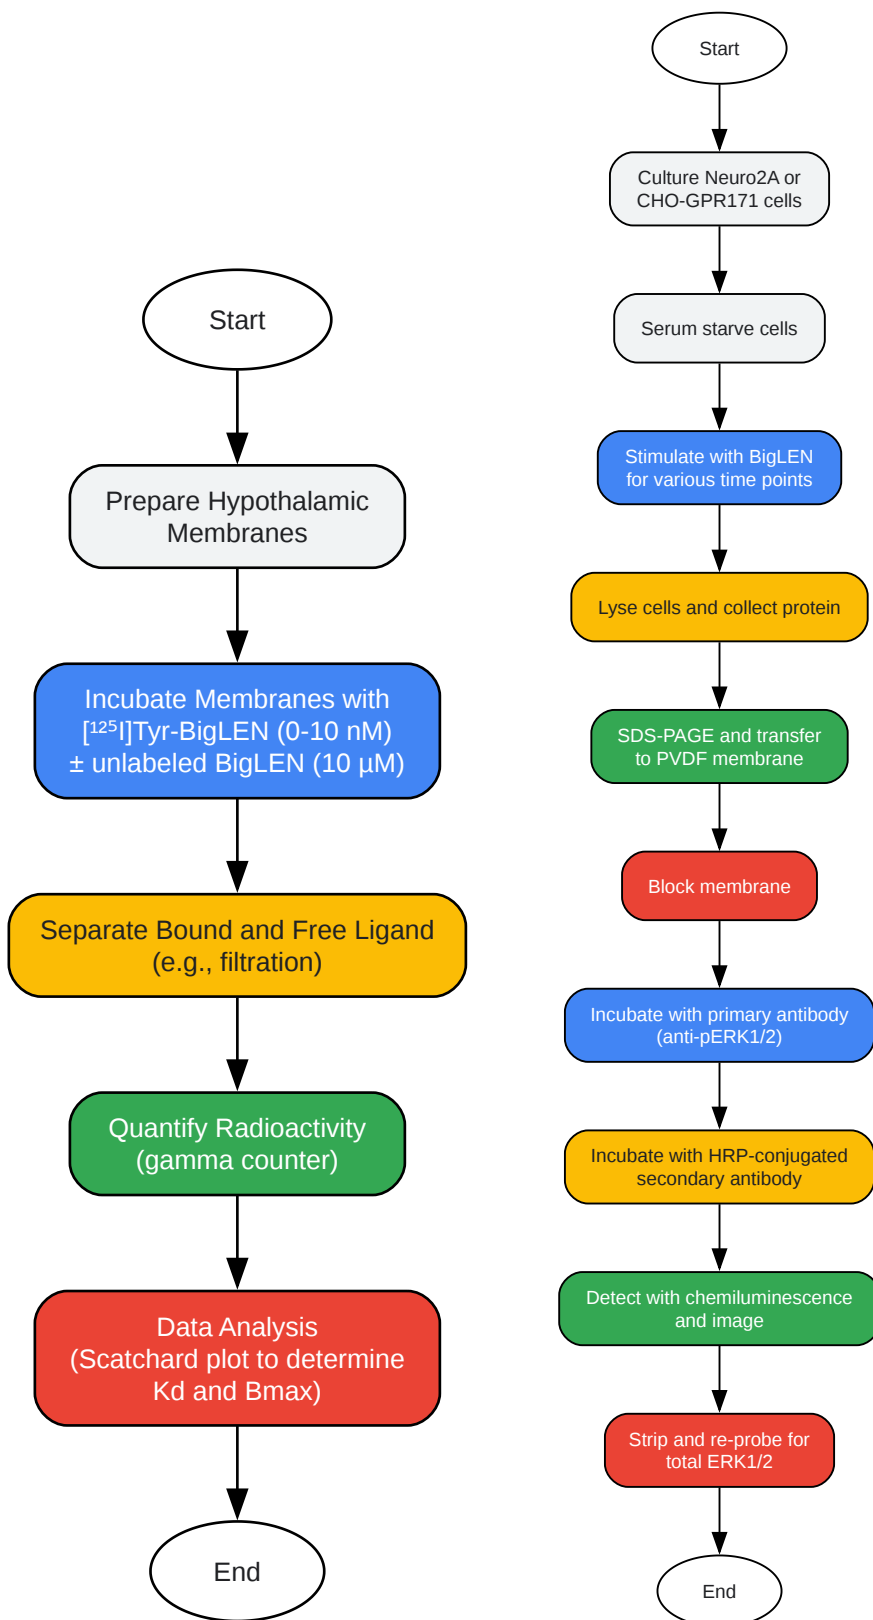 Start
Prepare Hypothalamic
Membranes
Incubate Membranes with
[¹²⁵I]Tyr-BigLEN (0-10 nM)
± unlabeled BigLEN (10 µM)
Separate Bound and Free Ligand
(e.g., filtration)
Quantify Radioactivity
(gamma counter)
Data Analysis
(Scatchard plot to determine
Kd and Bmax)
End
Start
Culture Neuro2A or
CHO-GPR171 cells
Serum starve cells
Stimulate with BigLEN
for various time points
Lyse cells and collect protein
SDS-PAGE and transfer
to PVDF membrane
Block membrane
Incubate with primary antibody
(anti-pERK1/2)
Incubate with HRP-conjugated
secondary antibody
Detect with chemiluminescence
and image
Strip and re-probe for
total ERK1/2
End